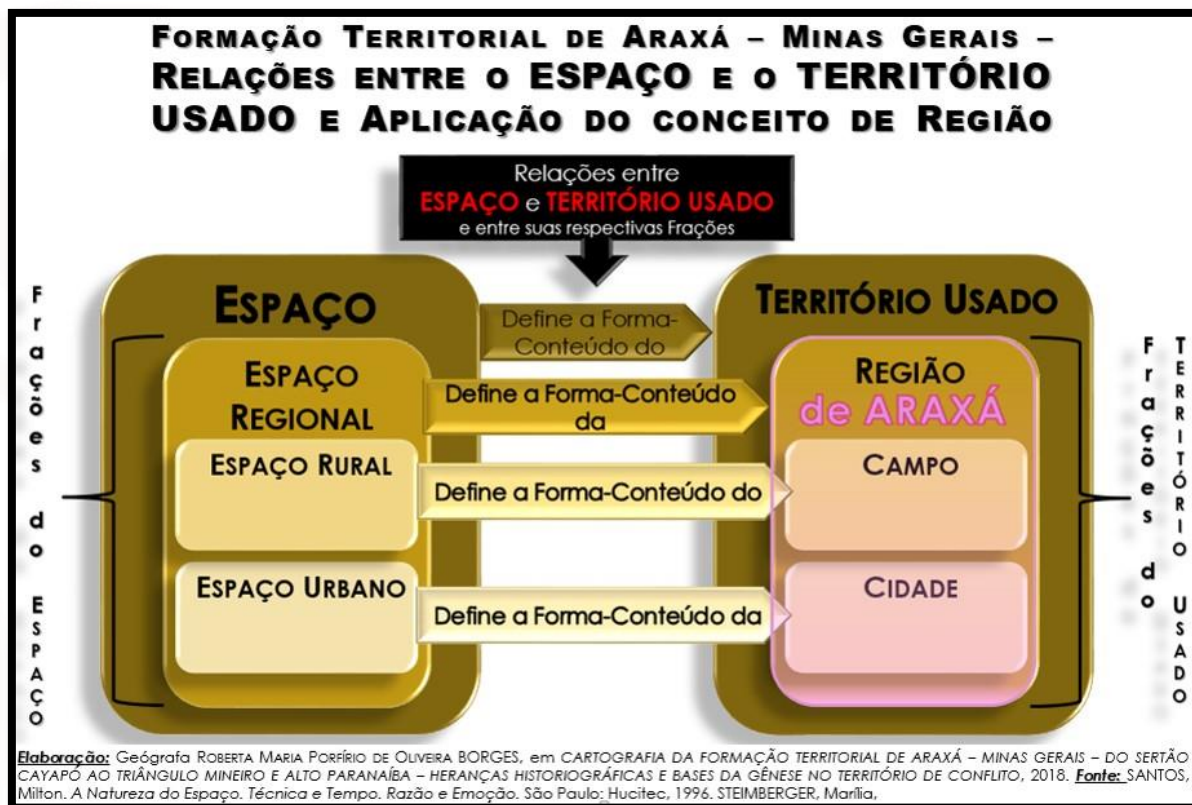 FORMAÇÃO TERRITORIAL DE ARAXÁ – MINAS GERAIS –
RELAÇÕES ENTRE O ESPAÇO E O TERRITÓRIO
USADO E APLICAÇÃO DO CONCEITO DE REGIÃO
Relações entre
ESPAÇO e TERRITÓRIO USADO
e entre suas respectivas Frações
Frações do ESPAÇO
ESPAÇO
ESPAÇO
REGIONAL
ESPAÇO RURAL
ESPAÇO URBANO
Define a Forma-
Conteúdo do
Define a Forma-Conteúdo
da
Define a Forma-Conteúdo do
Define a Forma-Conteúdo da
TERRITÓRIO USADO
REGIÃO
de ARAXÁ
CAMPO
CIDADE
Frações do
TERRITÓRIO USADO
Elaboração: Geógrafa ROBERTA MARIA PORFÍRIO DE OLIVEIRA BORGES, em CARTOGRAFIA DA FORMAÇÃO TERRITORIAL DE ARAXÁ – MINAS GERAIS – DO SERTÃO
CAYAPÓ AO TRIÂNGULO MINEIRO E ALTO PARANAÍBA – HERANÇAS HISTORIOGRÁFICAS E BASES DA GÊNESE NO TERRITÓRIO DE CONFLITO, 2018. Fonte: SANTOS,
Milton. A Natureza do Espaço. Técnica e Tempo. Razão e Emoção. São Paulo: Hucitec, 1996. STEIMBERGER, Marília,